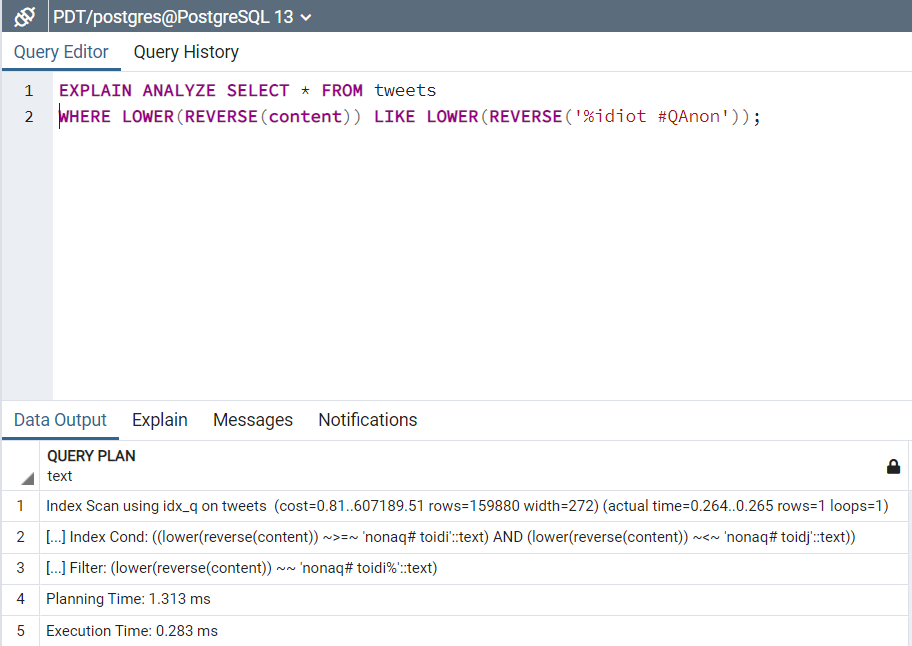 PDT/postgres@PostgreSQL 13
Query Editor Query History
1 EXPLAIN ANALYZE SELECT * FROM tweets
2 WHERE LOWER(REVERSE(content)) LIKE LOWER(REVERSE('%idiot #QAnon'));
Data Output Explain Messages Notifications
QUERY PLAN
text
1 Index Scan using idx_q on tweets (cost=0.81..607189.51 rows=159880 width=272) (actual time=0.264..0.265 rows=1 loops=1)
2 [...] Index Cond: ((lower(reverse(content)) ~>=~ 'nonaq# toidi'::text) AND (lower(reverse(content)) ~<~ 'nonaq# toidj'::text))
3 [...] Filter: (lower(reverse(content)) ~~ 'nonaq# toidi%'::text)
4 Planning Time: 1.313 ms
5 Execution Time: 0.283 ms